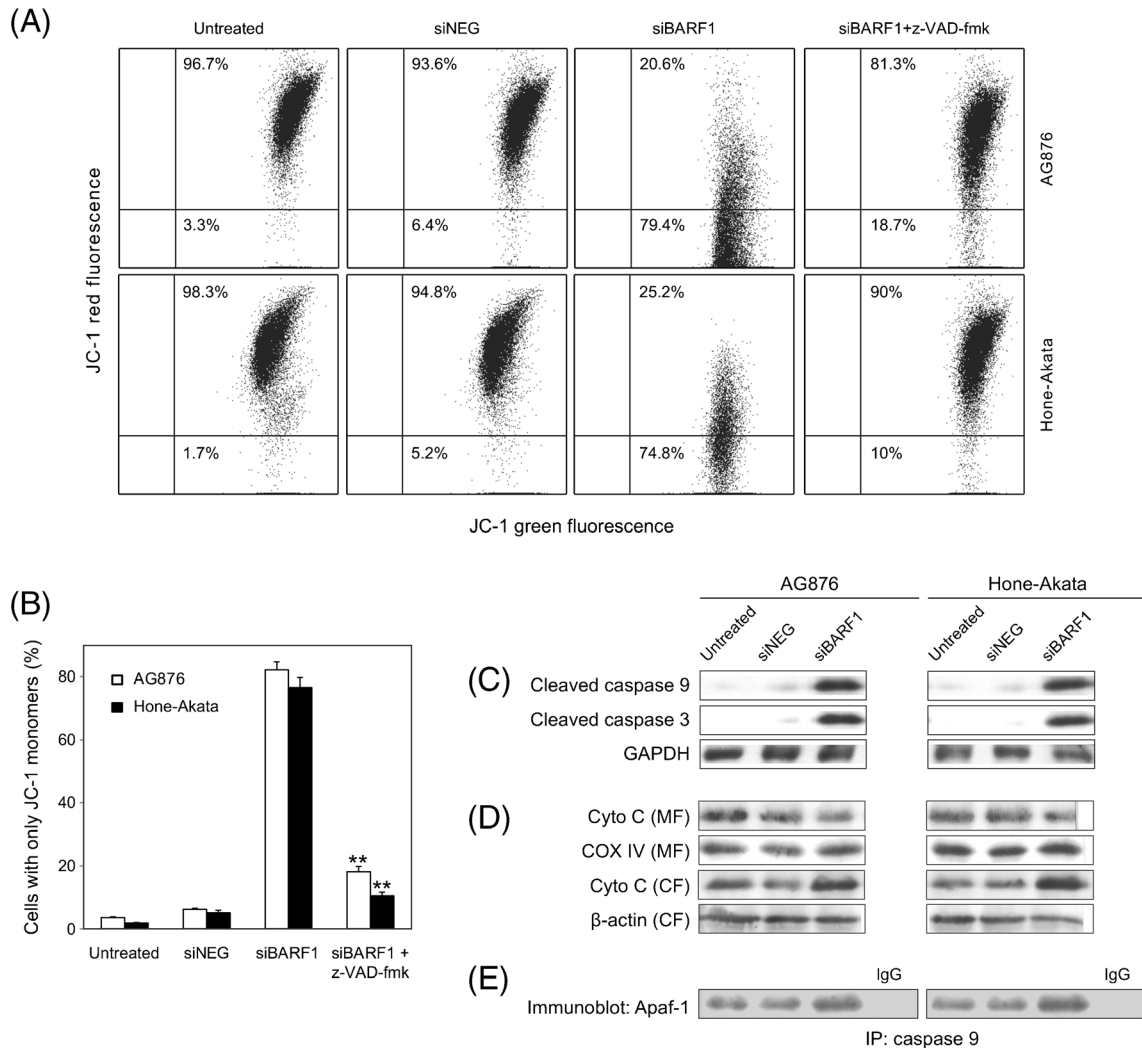 (A)
Untreated siNEG siBARF1 siBARF1+z-VAD-fmk
96.7% 93.6% 20.6% 81.3%
3.3% 6.4% 79.4% 18.7%
AG876
98.3% 94.8% 25.2% 90%
1.7% 5.2% 74.8% 10%
Hone-Akata
JC-1 red fluorescence
JC-1 green fluorescence
(B)
Cells with only JC-1 monomers (%)
80
60
40
20
0
AG876
Hone-Akata
** **
Untreated siNEG siBARF1 siBARF1 +
z-VAD-fmk
AG876 Hone-Akata
Untreated siNEG siBARF1 Untreated siNEG siBARF1
(C)
Cleaved caspase 9
Cleaved caspase 3
GAPDH
(D)
Cyto C (MF)
COX IV (MF)
Cyto C (CF)
β-actin (CF)
(E)
IgG IgG
Immunoblot: Apaf-1
IP: caspase 9